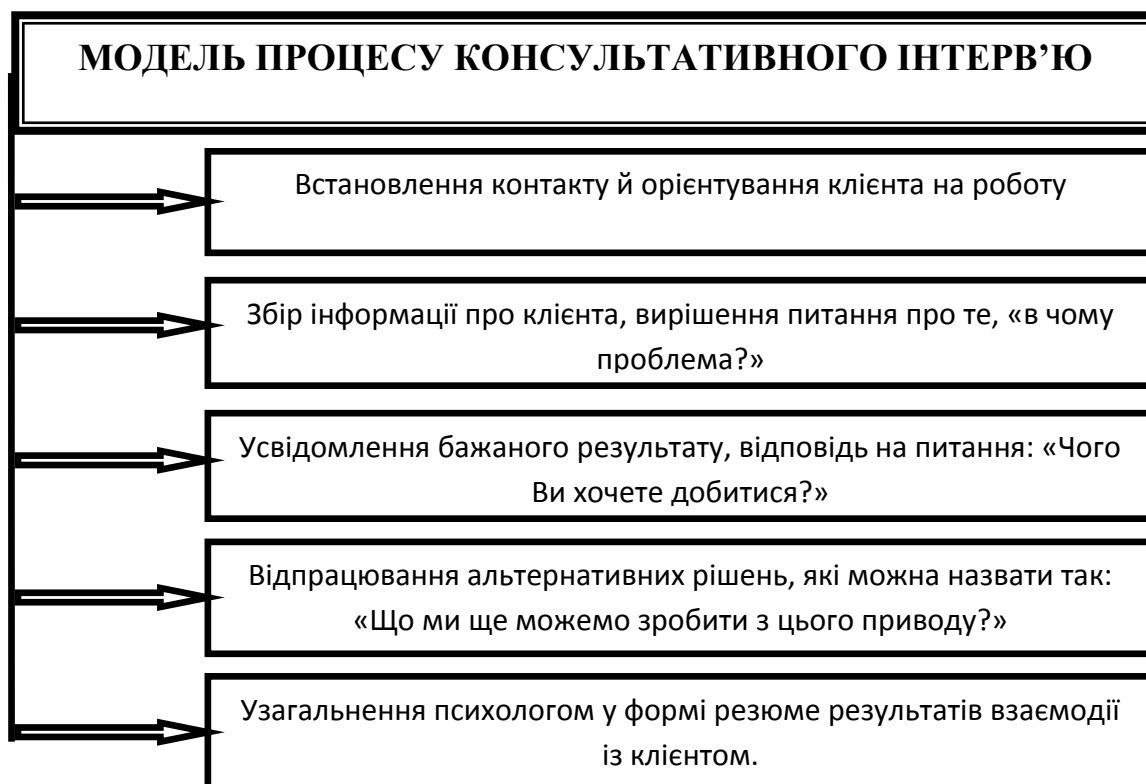 МОДЕЛЬ ПРОЦЕСУ КОНСУЛЬТАТИВНОГО ІНТЕРВ’Ю
Встановлення контакту й орієнтування клієнта на роботу
Збір інформації про клієнта, вирішення питання про те, «в чому
проблема?»
Усвідомлення бажаного результату, відповідь на питання: «Чого
Ви хочете добитися?»
Відпрацювання альтернативних рішень, які можна назвати так:
«Що ми ще можемо зробити з цього приводу?»
Узагальнення психологом у формі резюме результатів взаємодії
із клієнтом.